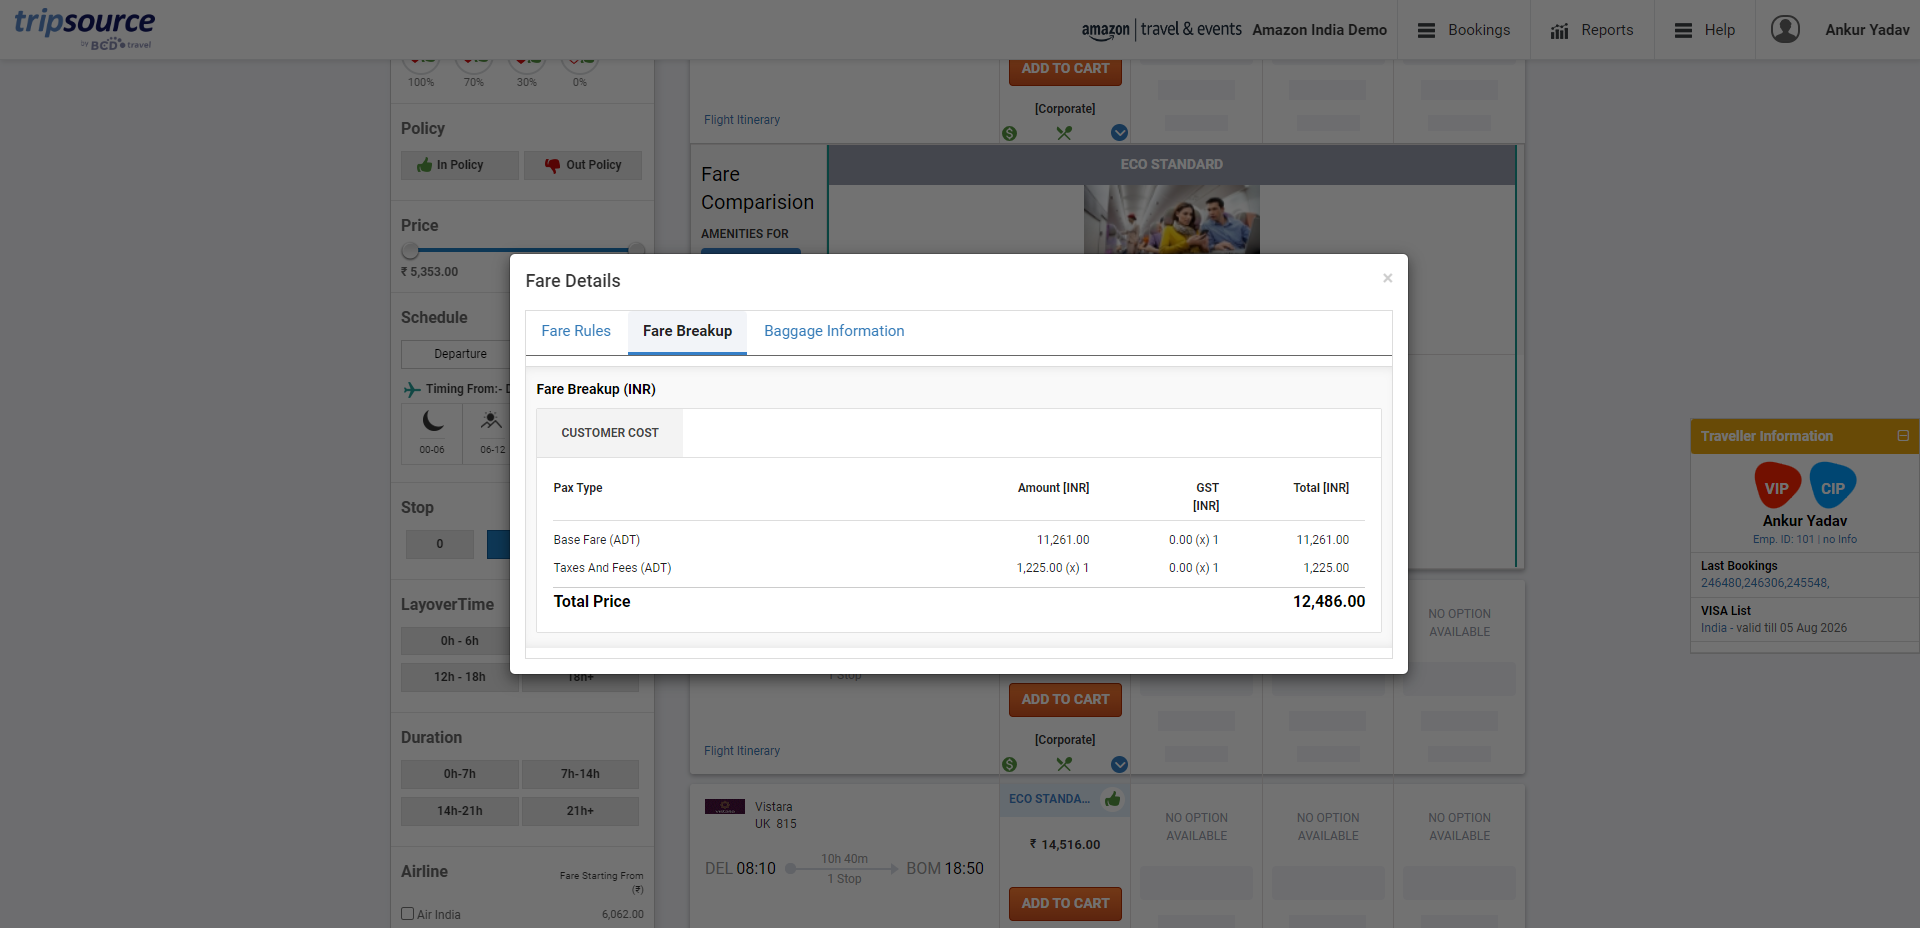 tripsource
by BCD travel
amazon travel & events Amazon India Demo
Bookings
Reports
Help
Ankur Yadav
100% 70% 30% 0%
Policy
In Policy Out Policy
Price
₹ 5,353.00
Schedule
Departure
Timing From:- D
00-06 06-12
Stop
0
LayoverTime
0h - 6h
12h - 18h 18h+
Duration
0h-7h 7h-14h
14h-21h 21h+
Airline Fare Starting From
(₹)
Air India 6,062.00
ADD TO CART
[Corporate]
Flight Itinerary
Fare
Comparision
AMENITIES FOR
ECO STANDARD
Fare Details ×
Fare Rules Fare Breakup Baggage Information
Fare Breakup (INR)
CUSTOMER COST
Pax Type Amount [INR] GST
[INR] Total [INR]
Base Fare (ADT) 11,261.00 0.00 (x) 1 11,261.00
Taxes And Fees (ADT) 1,225.00 (x) 1 0.00 (x) 1 1,225.00
Total Price 12,486.00
1 Stop
NO OPTION
AVAILABLE
ADD TO CART
[Corporate]
Flight Itinerary
Vistara
UK 815
DEL 08:10 10h 40m BOM 18:50
1 Stop
ECO STANDA...
₹ 14,516.00
ADD TO CART
NO OPTION
AVAILABLE
NO OPTION
AVAILABLE
NO OPTION
AVAILABLE
Traveller Information
VIP CIP
Ankur Yadav
Emp. ID: 101 | no Info
Last Bookings
246480,246306,245548,
VISA List
India - valid till 05 Aug 2026